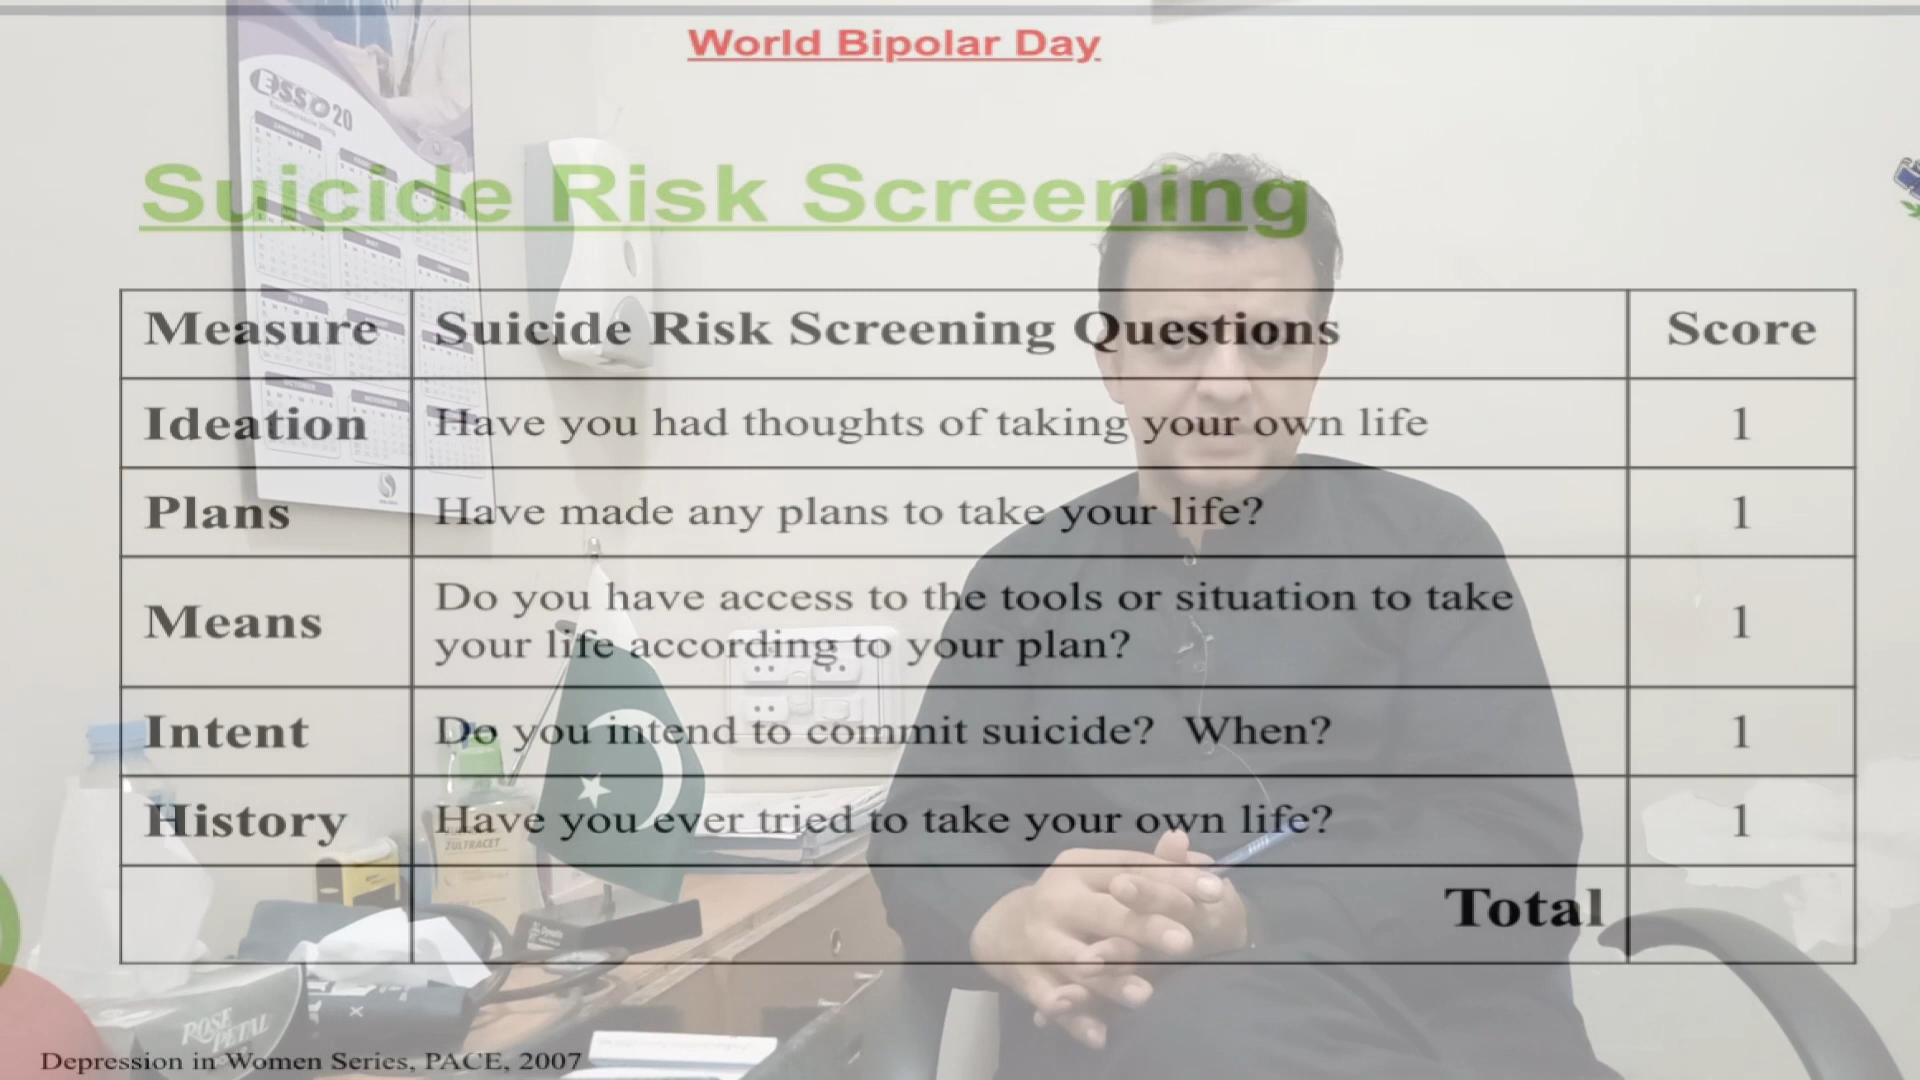 World Bipolar Day
ESSO 20
Suicide Risk Screening
Measure Suicide Risk Screening Questions Score
Ideation Have you had thoughts of taking your own life 1
Plans Have made any plans to take your life? 1
Means Do you have access to the tools or situation to take
your life according to your plan? 1
Intent Do you intend to commit suicide? When? 1
History Have you ever tried to take your own life? 1
ZULTRACET
Total
ROSE
PETAL
Depression in Women Series, PACE, 2007